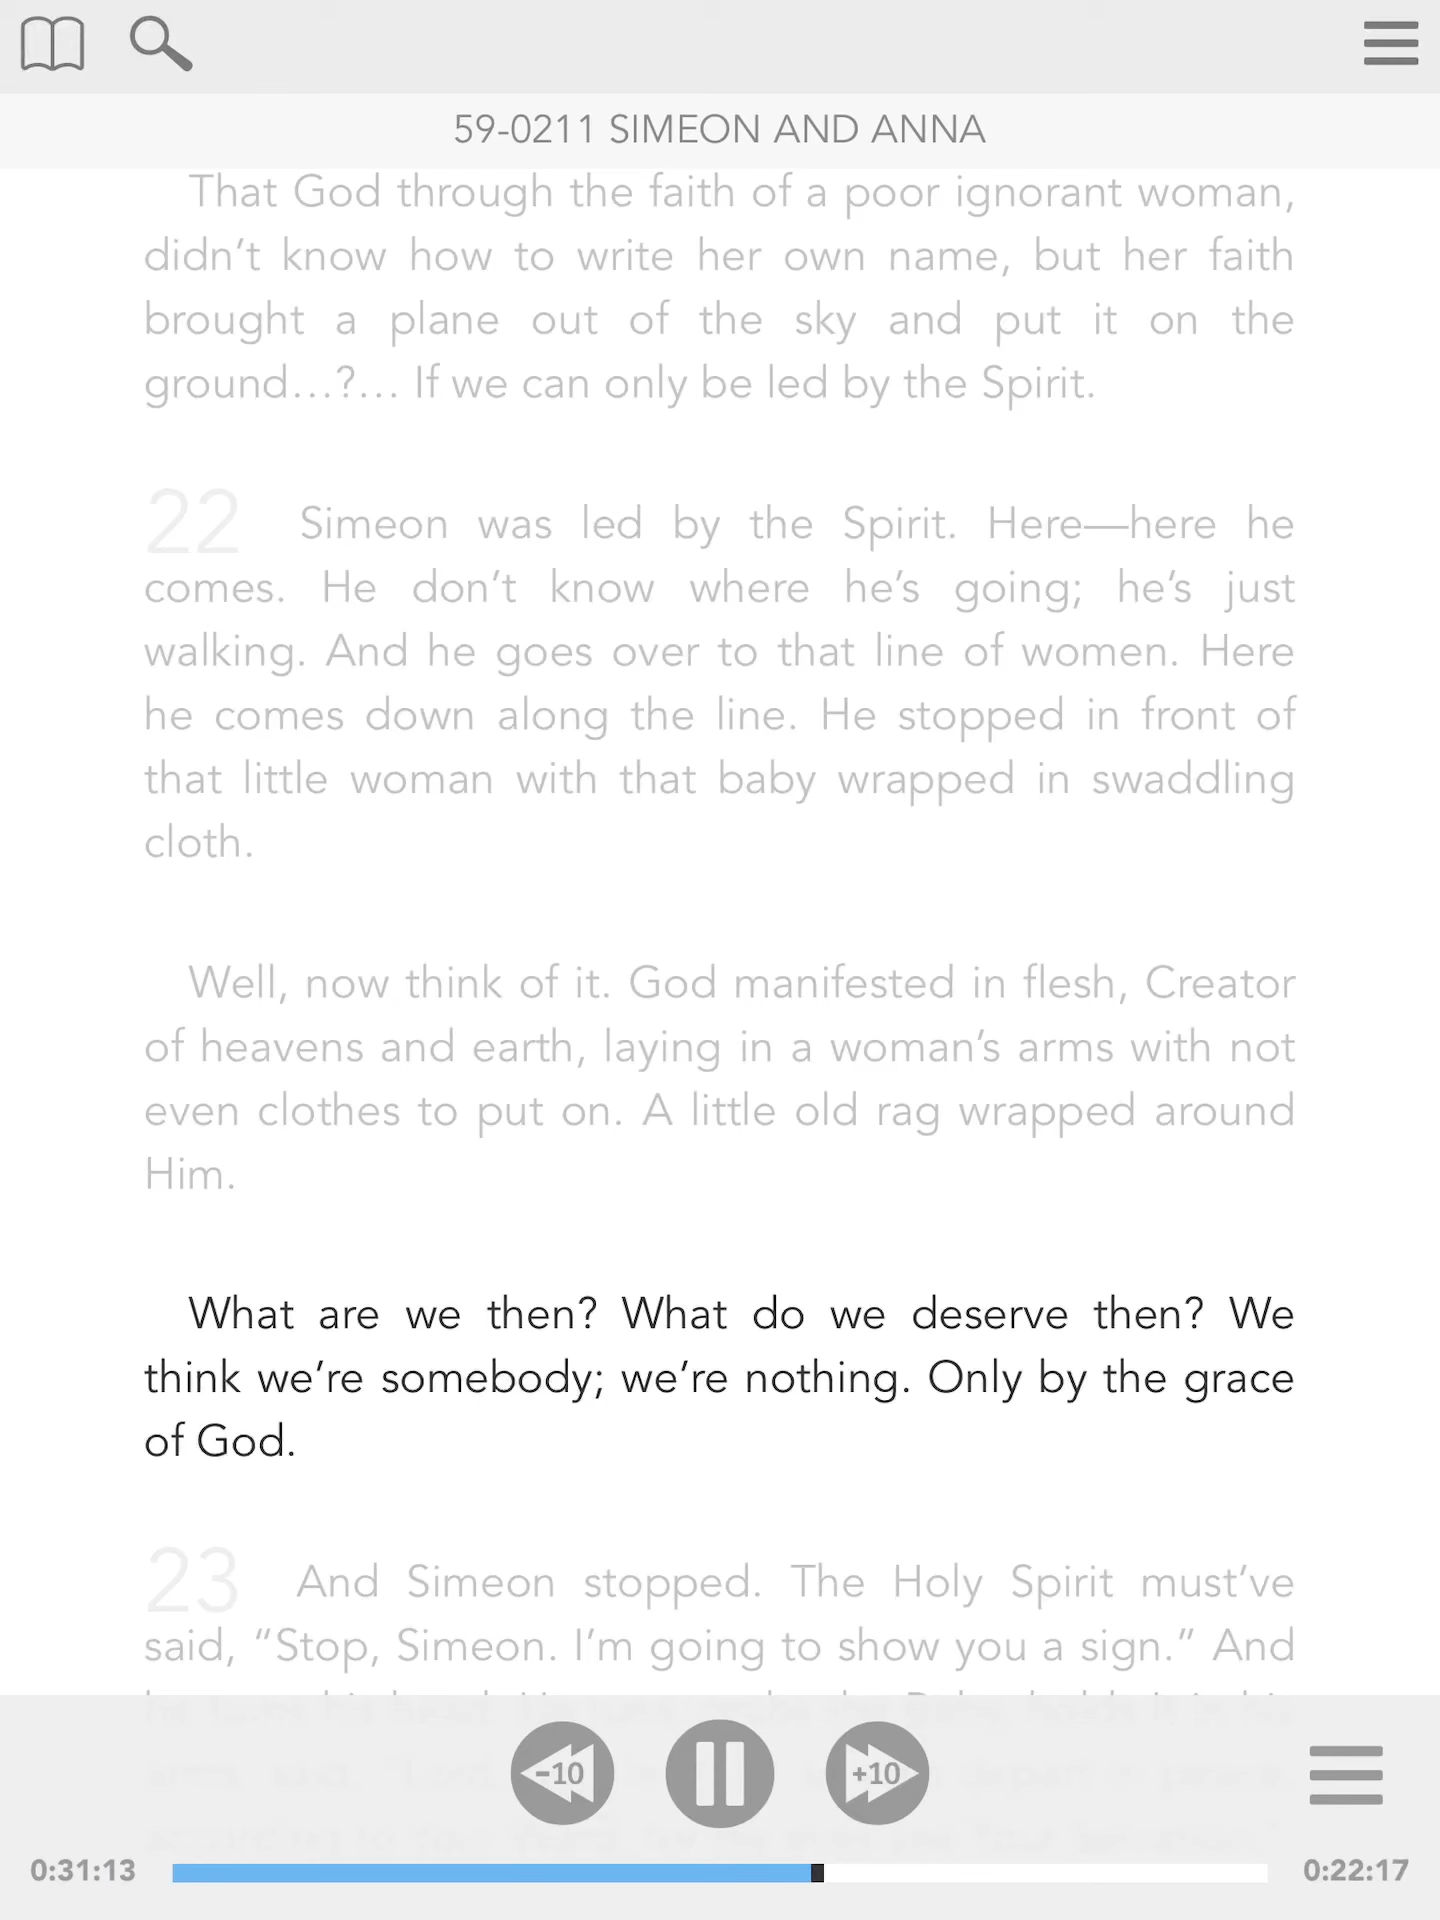 59-0211 SIMEON AND ANNA
That God through the faith of a poor ignorant woman,
didn’t know how to write her own name, but her faith
brought a plane out of the sky and put it on the
ground…?… If we can only be led by the Spirit.
22 Simeon was led by the Spirit. Here—here he
comes. He don’t know where he’s going; he’s just
walking. And he goes over to that line of women. Here
he comes down along the line. He stopped in front of
that little woman with that baby wrapped in swaddling
cloth.
Well, now think of it. God manifested in flesh, Creator
of heavens and earth, laying in a woman’s arms with not
even clothes to put on. A little old rag wrapped around
Him.
What are we then? What do we deserve then? We
think we’re somebody; we’re nothing. Only by the grace
of God.
23 And Simeon stopped. The Holy Spirit must’ve
said, “Stop, Simeon. I’m going to show you a sign.” And
-10 +10
0:31:13 0:22:17